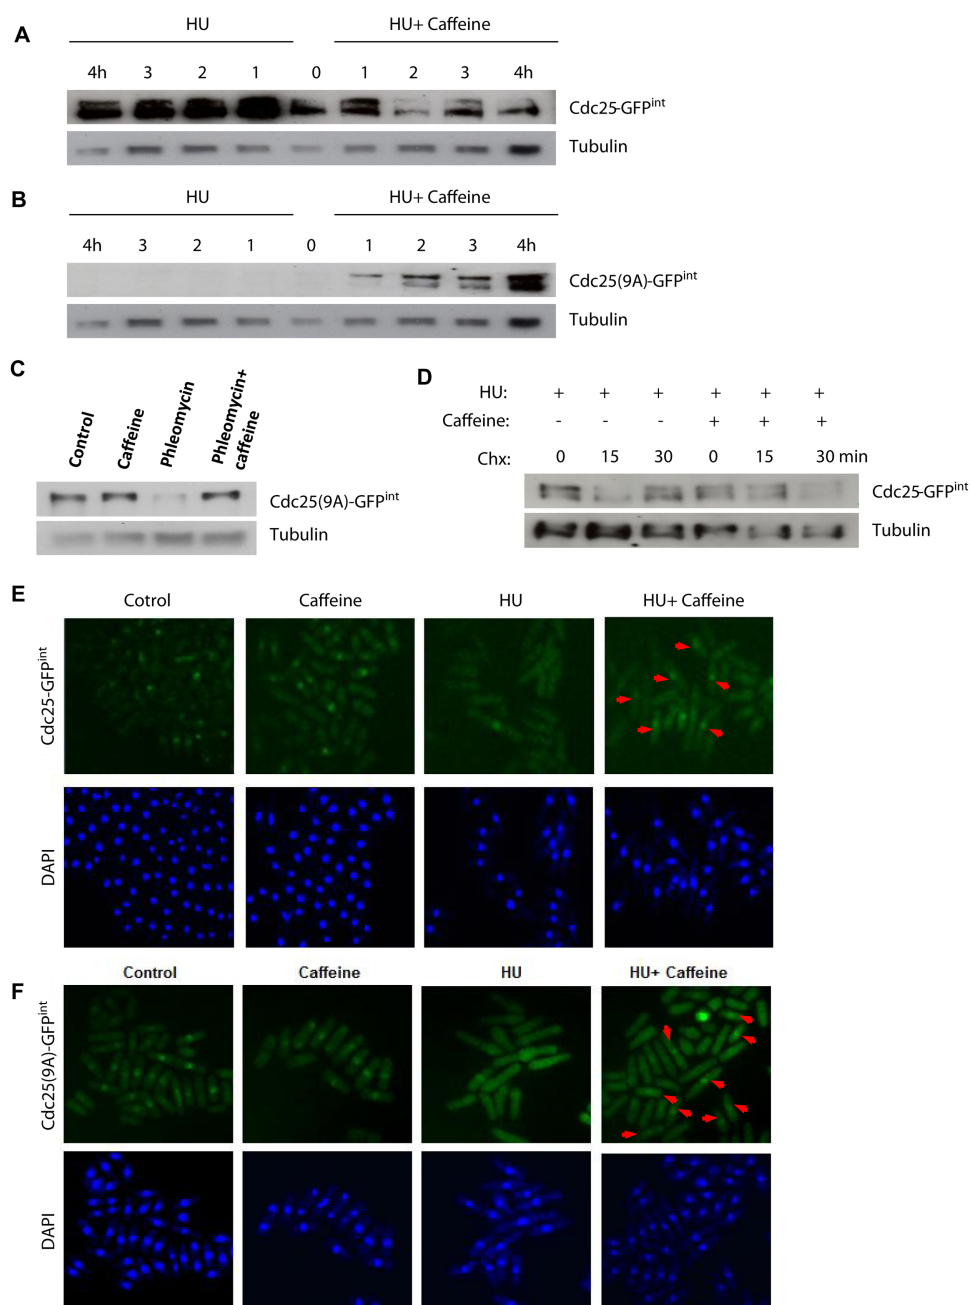 A
HU
HU+ Caffeine
4h 3 2 1 0 1 2 3 4h
Cdc25-GFPint
Tubulin
B
HU
HU+ Caffeine
4h 3 2 1 0 1 2 3 4h
Cdc25(9A)-GFPint
Tubulin
C
Control
Caffeine
Phleomycin
Phleomycin+
caffeine
Cdc25(9A)-GFPint
Tubulin
D
HU: + + + + + +
Caffeine: - - - + + +
Chx: 0 15 30 0 15 30 min
Cdc25-GFPint
Tubulin
E
Cotrol Caffeine HU HU+ Caffeine
Cdc25-GFPint
DAPI
Control Caffeine HU HU+ Caffeine
F
Cdc25(9A)-GFPint
DAPI